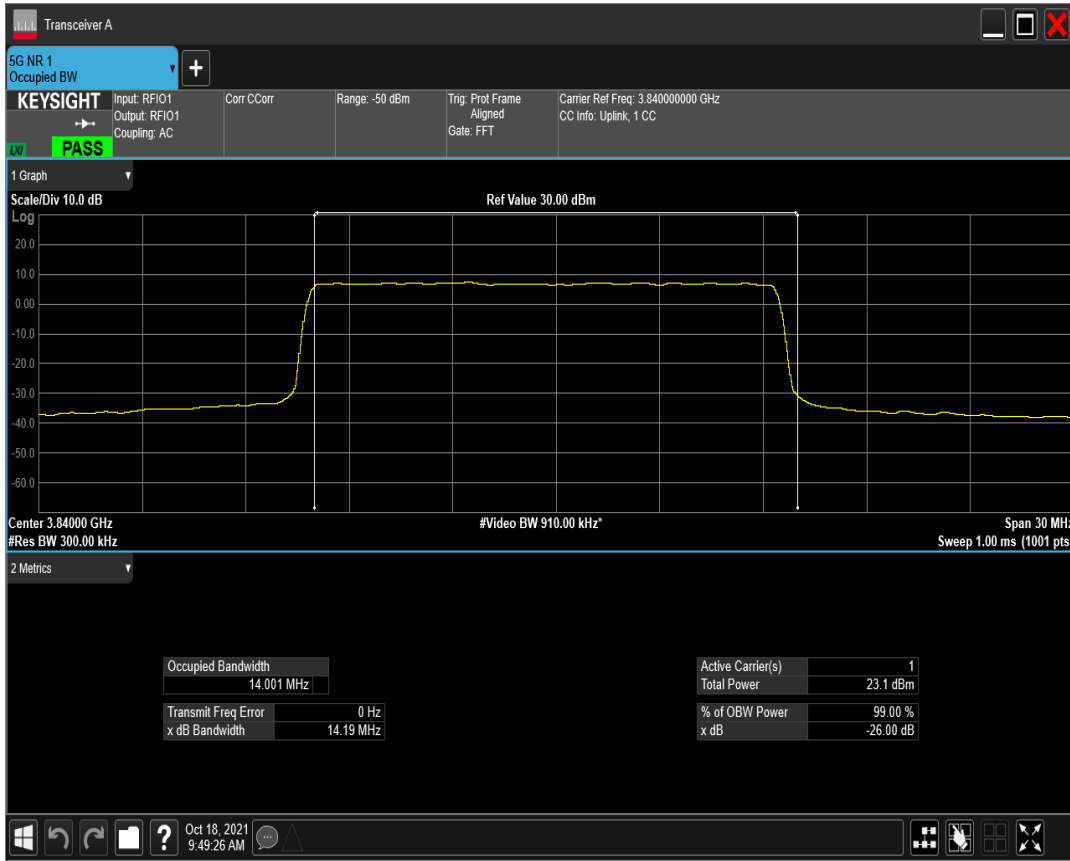 Transceiver A
5G NR 1
Occupied BW
KEYSIGHT
LXI
PASS
Input: RFIO1
Output: RFIO1
Coupling: AC
Corr CCorr
Range: -50 dBm
Trig: Prot Frame
Aligned
Gate: FFT
Carrier Ref Freq: 3.840000000 GHz
CC Info: Uplink, 1 CC
1 Graph
Scale/Div 10.0 dB
Ref Value 30.00 dBm
Log
20.0
10.0
0.00
-10.0
-20.0
-30.0
-40.0
-50.0
-60.0
Center 3.84000 GHz
#Video BW 910.00 kHz*
Span 30 MHz
#Res BW 300.00 kHz
Sweep 1.00 ms (1001 pts
2 Metrics
Occupied Bandwidth
14.001 MHz
Transmit Freq Error 0 Hz
x dB Bandwidth 14.19 MHz
Active Carrier(s) 1
Total Power 23.1 dBm
% of OBW Power 99.00 %
x dB -26.00 dB
?
Oct 18, 2021
9:49:26 AM